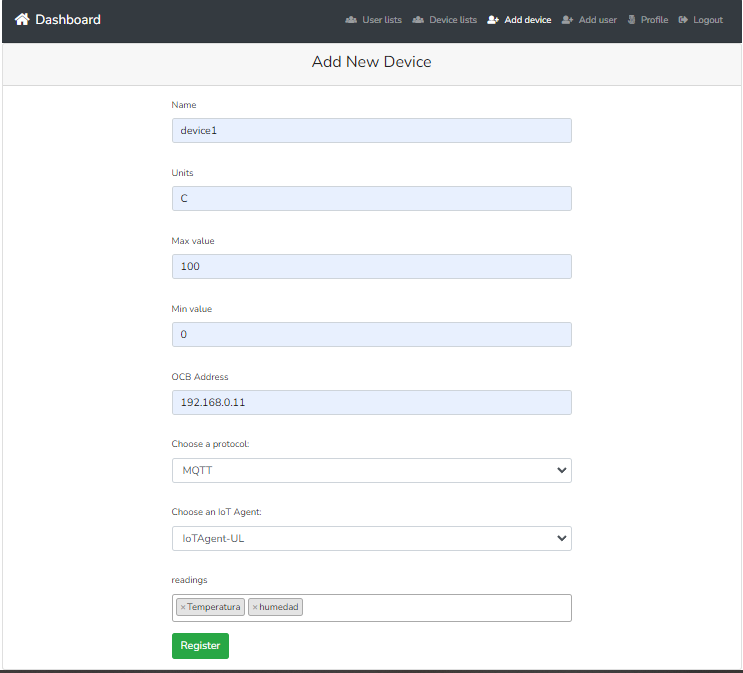 Dashboard User lists Device lists Add device Add user Profile Logout
Add New Device
Name
device1
Units
C
Max value
100
Min value
0
OCB Address
192.168.0.11
Choose a protocol:
MQTT
Choose an IoT Agent:
IoTAgent-UL
readings
×Temperatura ×humedad
Register